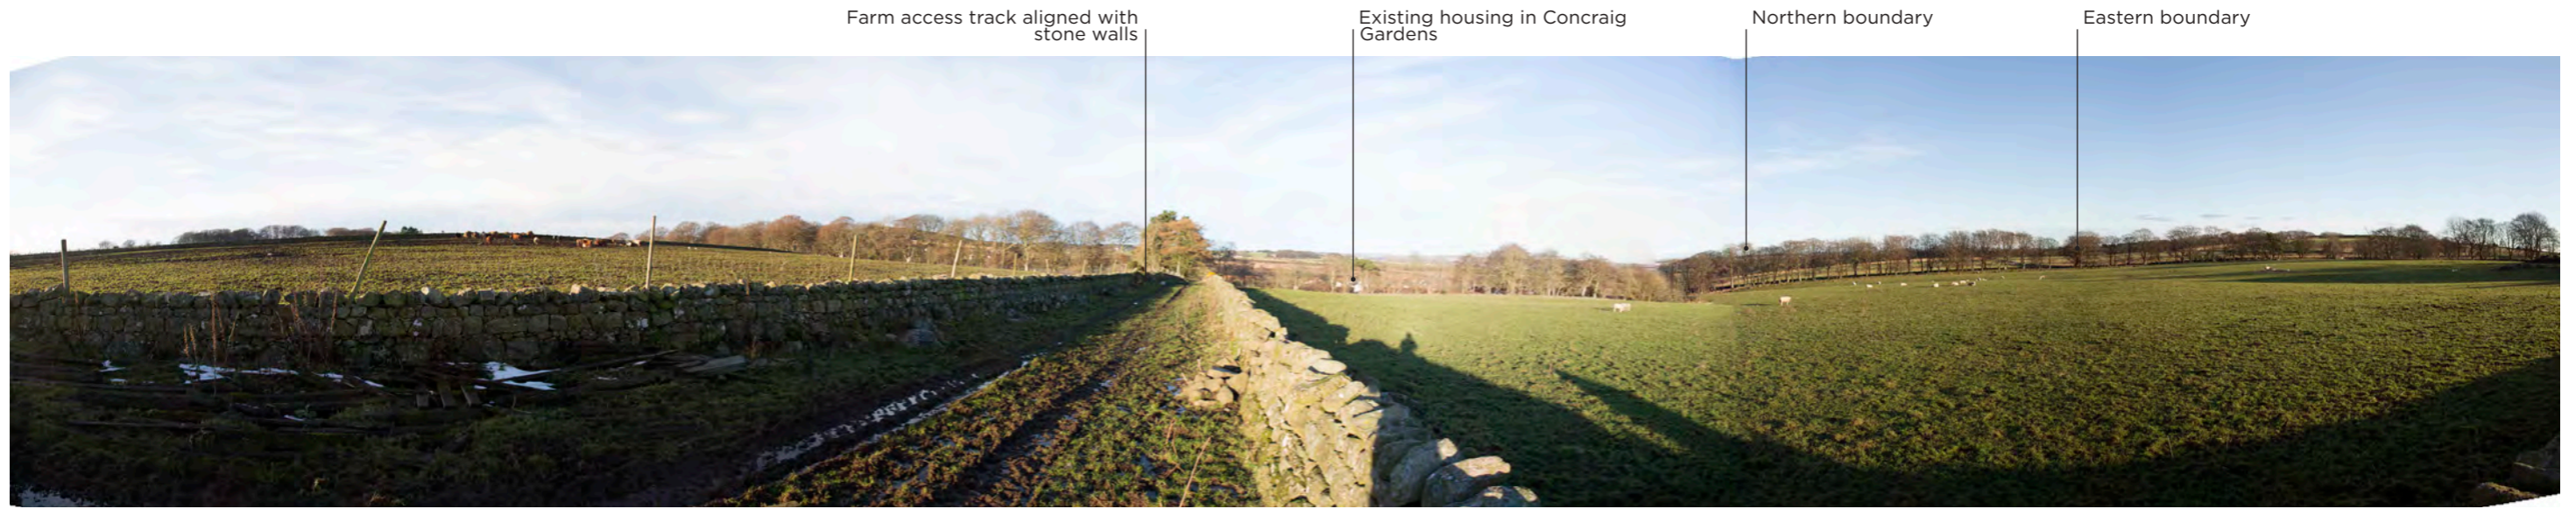 Farm access track aligned with
stone walls
Existing housing in Concraig
Gardens
Northern boundary
Eastern boundary